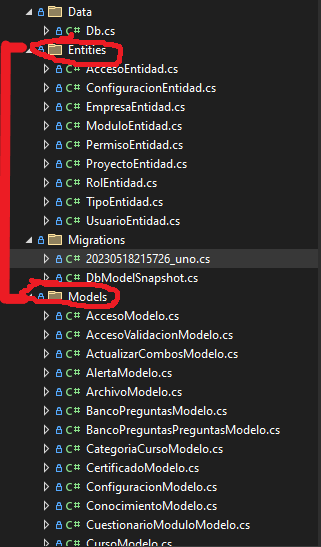 Data
C# Db.cs
Entities
C# AccesoEntidad.cs
C# ConfiguracionEntidad.cs
C# EmpresaEntidad.cs
C# ModuloEntidad.cs
C# PermisoEntidad.cs
C# ProyectoEntidad.cs
C# RolEntidad.cs
C# TipoEntidad.cs
C# UsuarioEntidad.cs
Migrations
C# 20230518215726_uno.cs
C# DbModelSnapshot.cs
Models
C# AccesoModelo.cs
C# AccesoValidacionModelo.cs
C# ActualizarCombosModelo.cs
C# AlertaModelo.cs
C# ArchivoModelo.cs
C# BancoPreguntasModelo.cs
C# BancoPreguntasPreguntasModelo.cs
C# CategoriaCursoModelo.cs
C# CertificadoModelo.cs
C# ConfiguracionModelo.cs
C# ConocimientoModelo.cs
C# CuestionarioModuloModelo.cs
C# CursoModelo.cs